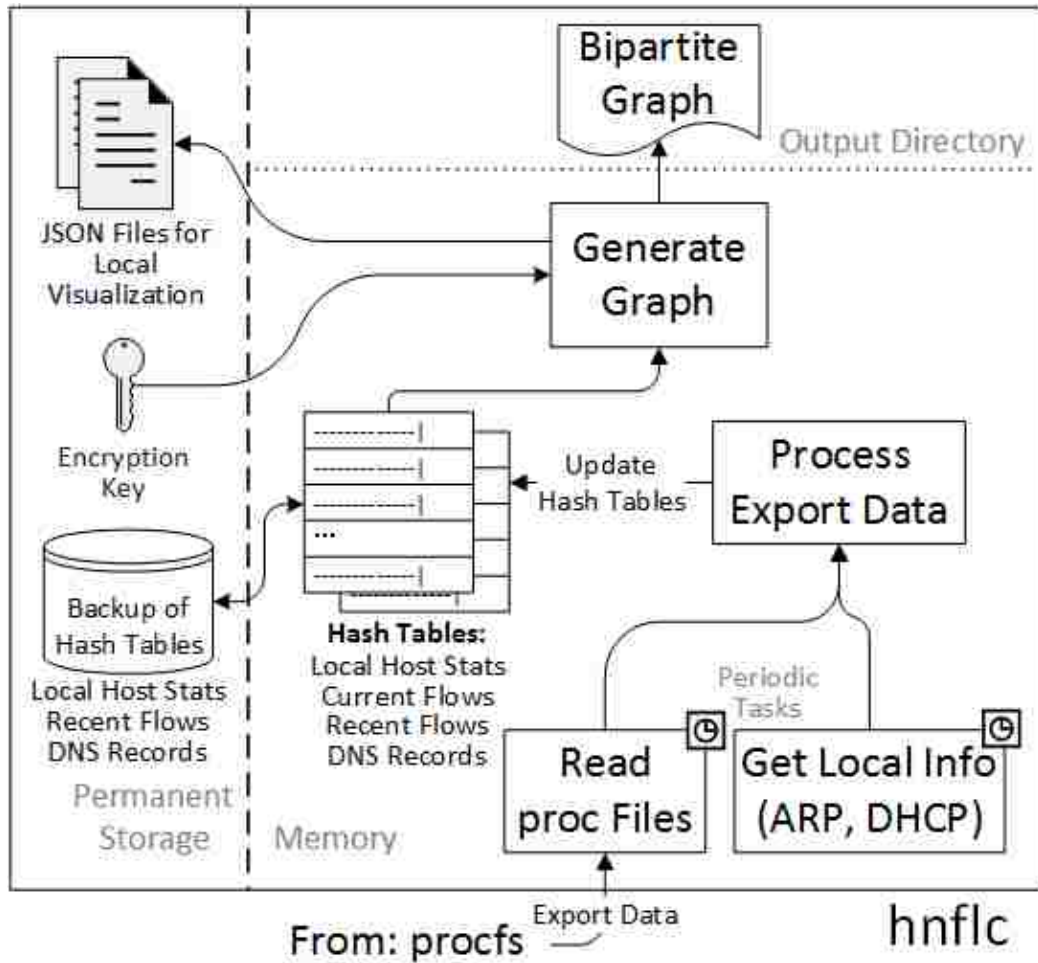 Bipartite
Graph
Output Directory
JSON Files for
Local
Visualization
Generate
Graph
Encryption
Key
Update
Hash Tables
Process
Export Data
...
Backup of
Hash Tables
Local Host Stats
Recent Flows
DNS Records
Hash Tables:
Local Host Stats
Current Flows
Recent Flows
DNS Records
Periodic
Tasks
Read
proc Files
Get Local Info
(ARP, DHCP)
Permanent
Storage
Memory
From: procfs
Export Data
hnflc